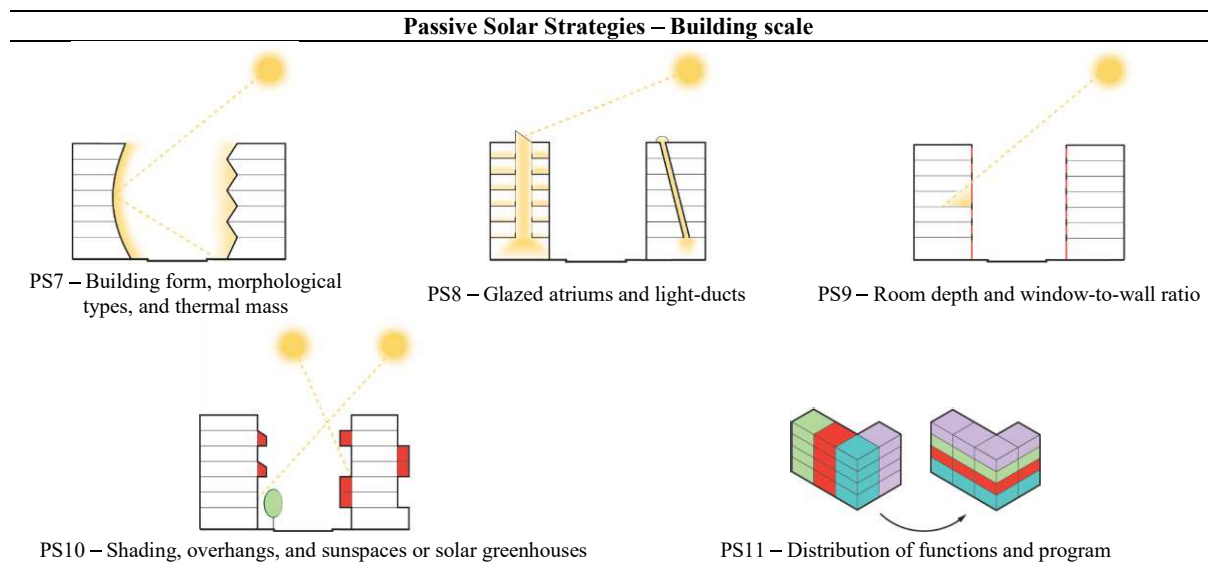 Passive Solar Strategies – Building scale
PS7 – Building form, morphological
types, and thermal mass
PS8 – Glazed atriums and light-ducts
PS9 – Room depth and window-to-wall ratio
PS10 – Shading, overhangs, and sunspaces or solar greenhouses
PS11 – Distribution of functions and program